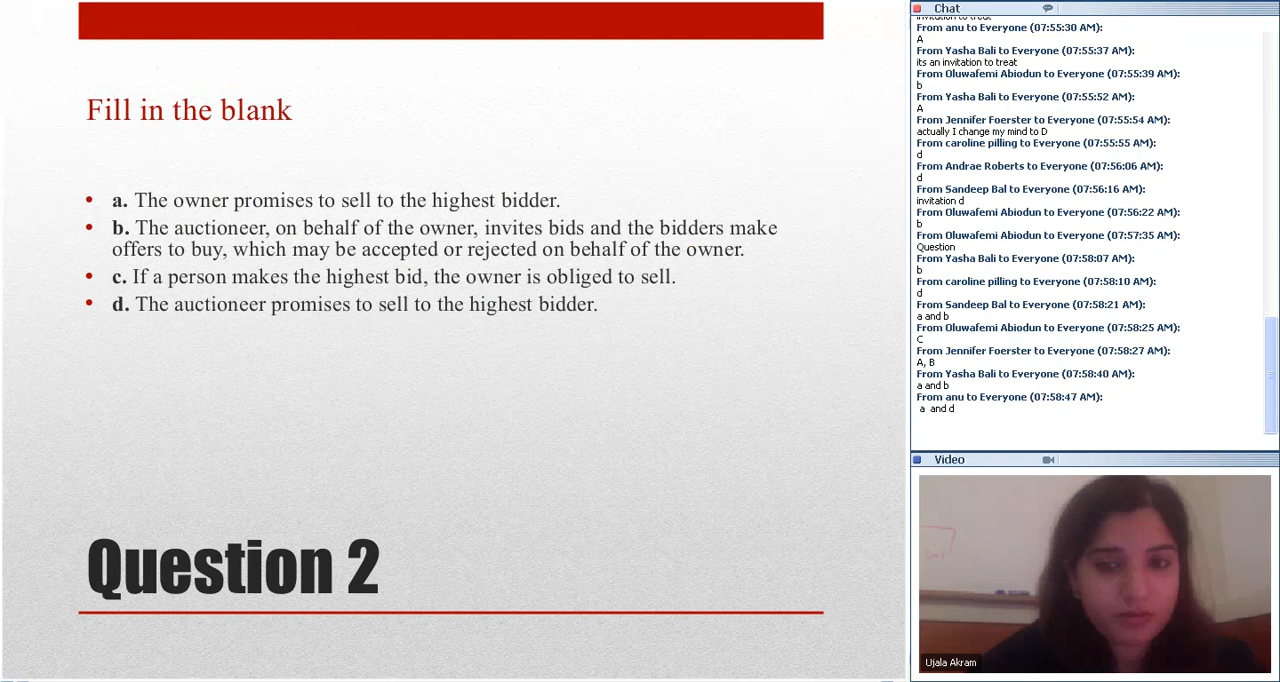 Fill in the blank
• a. The owner promises to sell to the highest bidder.
• b. The auctioneer, on behalf of the owner, invites bids and the bidders make
offers to buy, which may be accepted or rejected on behalf of the owner.
• c. If a person makes the highest bid, the owner is obliged to sell.
• d. The auctioneer promises to sell to the highest bidder.
Question 2
Chat
invitation to treat
From anu to Everyone (07:55:30 AM):
A
From Yasha Bali to Everyone (07:55:37 AM):
its an invitation to treat
From Oluwafemi Abiodun to Everyone (07:55:39 AM):
b
From Yasha Bali to Everyone (07:55:52 AM):
A
From Jennifer Foerster to Everyone (07:55:54 AM):
actually I change my mind to D
From caroline pilling to Everyone (07:55:55 AM):
d
From Andrae Roberts to Everyone (07:56:06 AM):
d
From Sandeep Bal to Everyone (07:56:16 AM):
invitation d
From Oluwafemi Abiodun to Everyone (07:56:22 AM):
b
From Oluwafemi Abiodun to Everyone (07:57:35 AM):
Question
From Yasha Bali to Everyone (07:58:07 AM):
b
From caroline pilling to Everyone (07:58:10 AM):
d
From Sandeep Bal to Everyone (07:58:21 AM):
a and b
From Oluwafemi Abiodun to Everyone (07:58:25 AM):
C
From Jennifer Foerster to Everyone (07:58:27 AM):
A, B
From Yasha Bali to Everyone (07:58:40 AM):
a and b
From anu to Everyone (07:58:47 AM):
a and d
Video
Ujala Akram